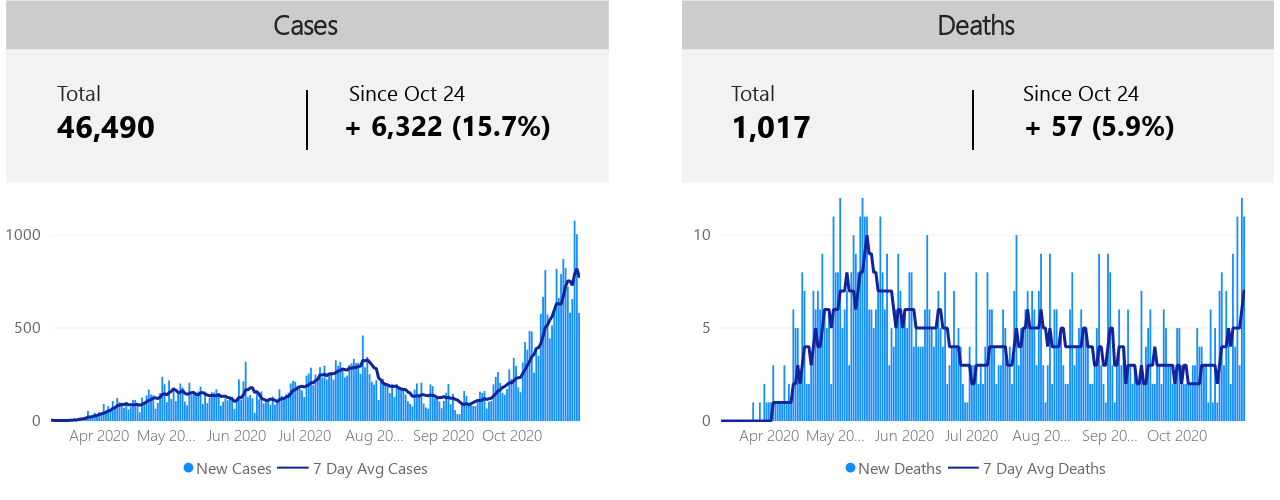 Cases
Total
46,490
Since Oct 24
+ 6,322 (15.7%)
1000
500
0
Apr 2020 May 20... Jun 2020 Jul 2020 Aug 20... Sep 2020 Oct 2020
New Cases 7 Day Avg Cases
Deaths
Total
1,017
Since Oct 24
+ 57 (5.9%)
10
5
0
Apr 2020 May 20... Jun 2020 Jul 2020 Aug 20... Sep 20... Oct 2020
New Deaths 7 Day Avg Deaths